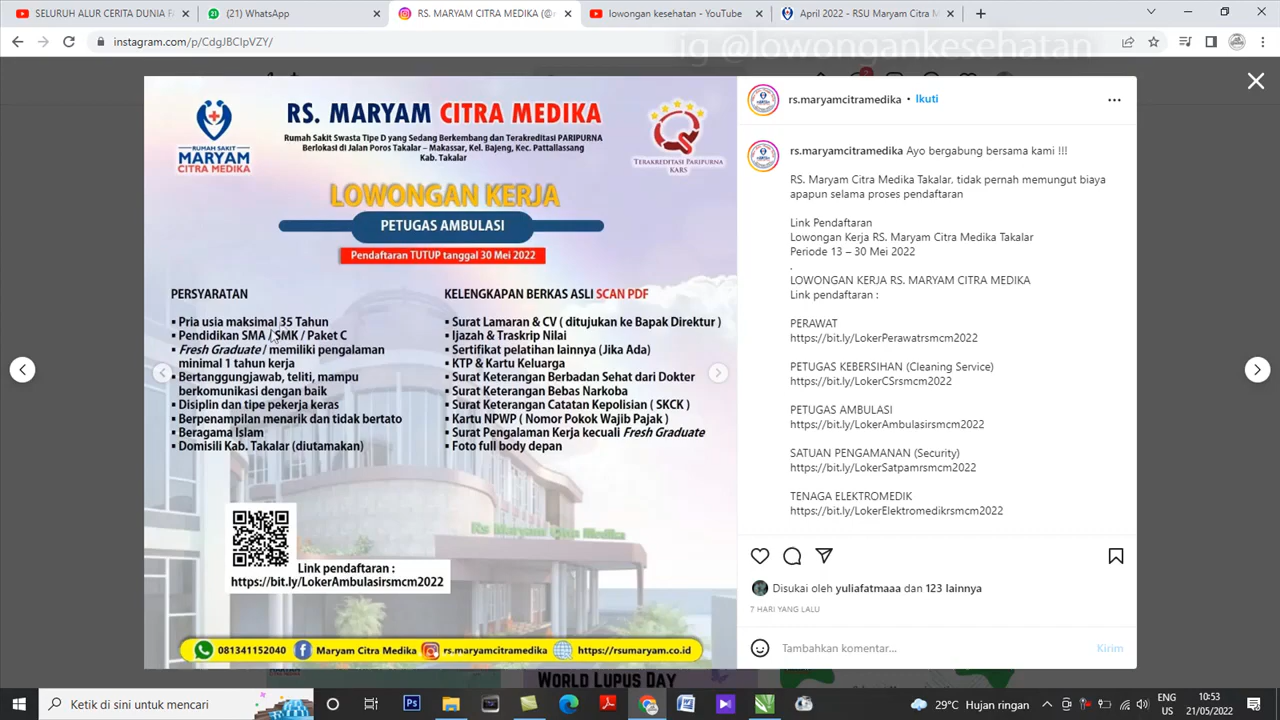 SELURUH ALUR CERITA DUNIA F
(21) WhatsApp
RS. MARYAM CITRA MEDIKA (@r
lowongan kesehatan - YouTube
April 2022 - RSU Maryam Citra M
instagram.com/p/CdgJBCIpVZY/
ig @lowongankesehatan
RS. MARYAM CITRA MEDIKA
Rumah Sakit Swasta Tipe D yang Sedang Berkembang dan Terakreditasi PARIPURNA
Berlokasi di Jalan Poros Takalar – Makassar, Kel. Bajeng, Kec. Pattallassang
Kab. Takalar
RUMAH SAKIT
MARYAM
CITRA MEDIKA
TERAKREDITASI PARIPURNA
KARS
LOWONGAN KERJA
PETUGAS AMBULASI
Pendaftaran TUTUP tanggal 30 Mei 2022
PERSYARATAN
▪ Pria usia maksimal 35 Tahun
▪ Pendidikan SMA / SMK / Paket C
▪ Fresh Graduate / memiliki pengalaman
minimal 1 tahun kerja
▪ Bertanggungjawab, teliti, mampu
berkomunikasi dengan baik
▪ Disiplin dan tipe pekerja keras
▪ Berpenampilan menarik dan tidak bertato
▪ Beragama Islam
▪ Domisili Kab. Takalar (diutamakan)
KELENGKAPAN BERKAS ASLI SCAN PDF
▪ Surat Lamaran & CV ( ditujukan ke Bapak Direktur )
▪ Ijazah & Traskrip Nilai
▪ Sertifikat pelatihan lainnya (Jika Ada)
▪ KTP & Kartu Keluarga
▪ Surat Keterangan Berbadan Sehat dari Dokter
▪ Surat Keterangan Bebas Narkoba
▪ Surat Keterangan Catatan Kepolisian ( SKCK )
▪ Kartu NPWP ( Nomor Pokok Wajib Pajak )
▪ Surat Pengalaman Kerja kecuali Fresh Graduate
▪ Foto full body depan
Rs Maryam Citra Medika
Link pendaftaran :
https://bit.ly/LokerAmbulasirsmcm2022
081341152040
Maryam Citra Medika
rs.maryamcitramedika
https://rsumaryam.co.id
WORLD LUPUS DAY
rs.maryamcitramedika • Ikuti
rs.maryamcitramedika Ayo bergabung bersama kami !!!
RS. Maryam Citra Medika Takalar, tidak pernah memungut biaya
apapun selama proses pendaftaran
Link Pendaftaran
Lowongan Kerja RS. Maryam Citra Medika Takalar
Periode 13 – 30 Mei 2022
.
LOWONGAN KERJA RS. MARYAM CITRA MEDIKA
Link pendaftaran :
PERAWAT
https://bit.ly/LokerPerawatrsmcm2022
PETUGAS KEBERSIHAN (Cleaning Service)
https://bit.ly/LokerCSrsmcm2022
PETUGAS AMBULASI
https://bit.ly/LokerAmbulasirsmcm2022
SATUAN PENGAMANAN (Security)
https://bit.ly/LokerSatpamrsmcm2022
TENAGA ELEKTROMEDIK
https://bit.ly/LokerElektromedikrsmcm2022
Disukai oleh yuliafatmaaa dan 123 lainnya
7 HARI YANG LALU
Tambahkan komentar...
Kirim
Ketik di sini untuk mencari
29°C Hujan ringan
ENG
US
10:53
21/05/2022